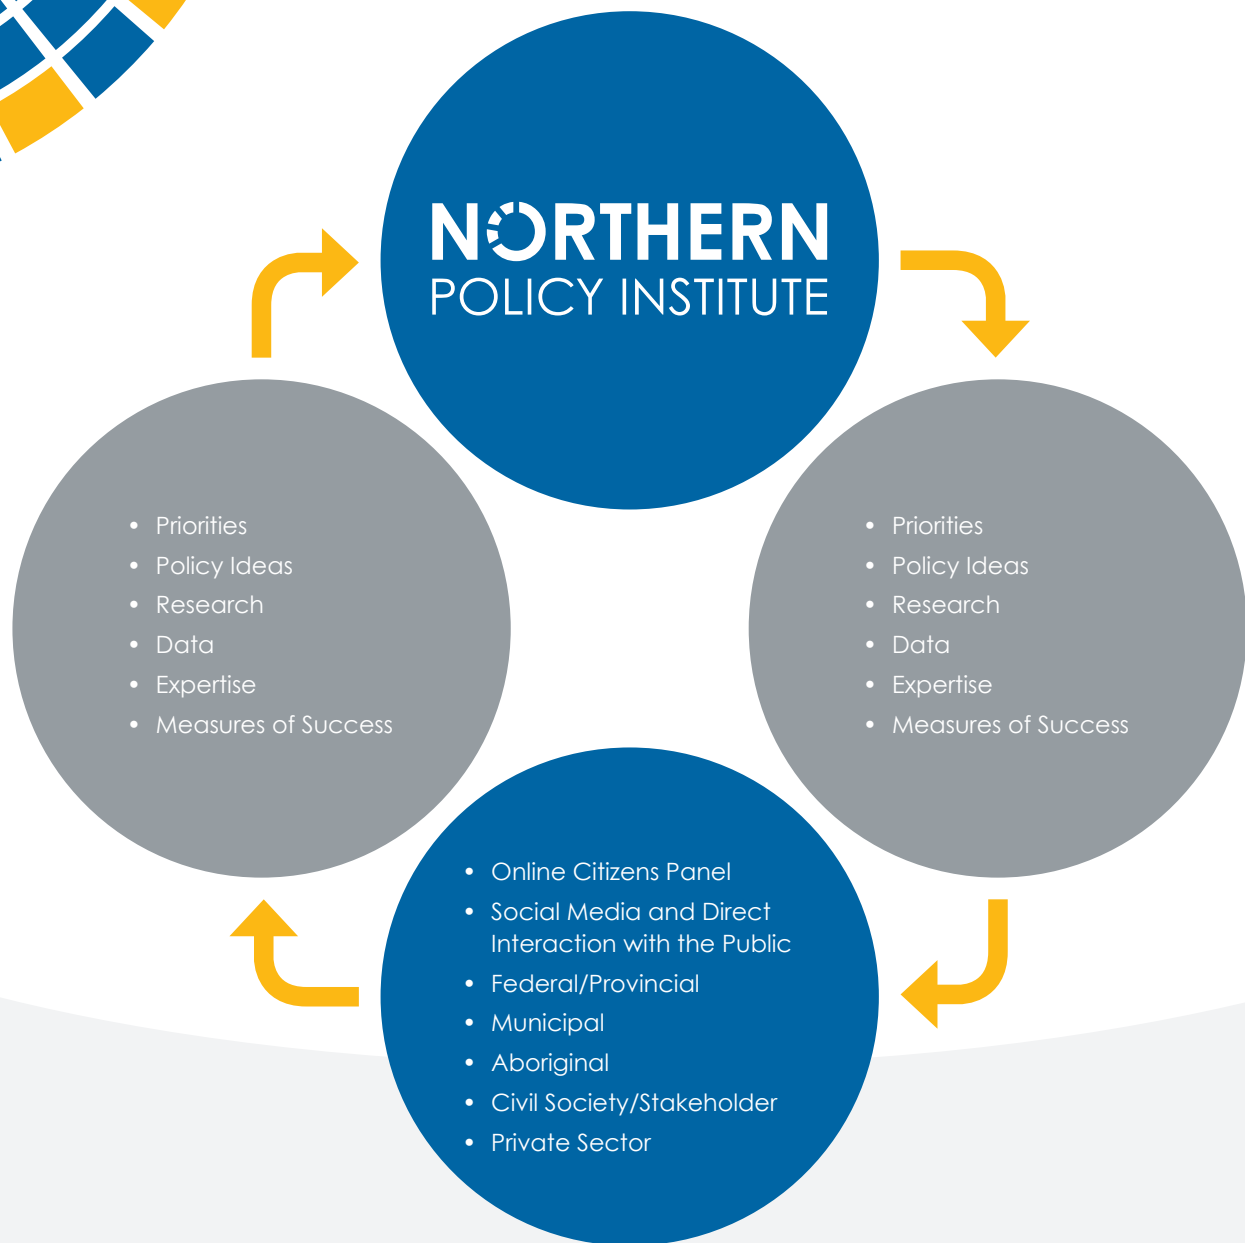 NORTHERN
POLICY INSTITUTE
• Priorities
• Policy Ideas
• Research
• Data
• Expertise
• Measures of Success
• Priorities
• Policy Ideas
• Research
• Data
• Expertise
• Measures of Success
• Online Citizens Panel
• Social Media and Direct
Interaction with the Public
• Federal/Provincial
• Municipal
• Aboriginal
• Civil Society/Stakeholder
• Private Sector